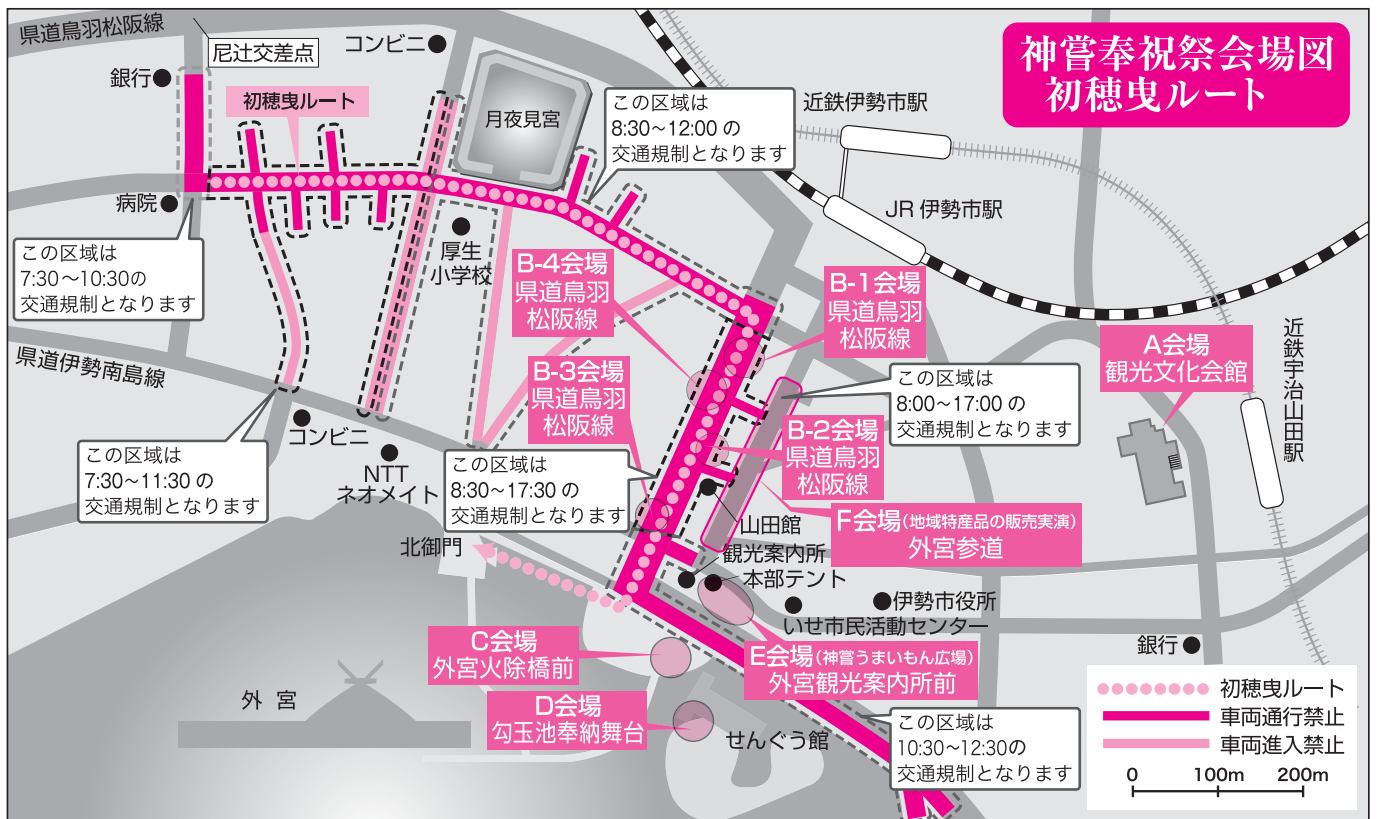 神嘗奉祝祭会場図
初穂曳ルート
県道鳥羽松阪線
尼辻交差点
コンビニ
銀行
初穂曳ルート
月夜見宮
この区域は
8:30~12:00 の
交通規制となります
近鉄伊勢市駅
JR 伊勢市駅
病院
この区域は
7:30~10:30の
交通規制となります
厚生
小学校
B-4会場
県道鳥羽
松阪線
B-1会場
県道鳥羽
松阪線
A会場
観光文化会館
近鉄宇治山田駅
県道伊勢南島線
B-3会場
県道鳥羽
松阪線
この区域は
8:00~17:00 の
交通規制となります
B-2会場
県道鳥羽
松阪線
コンビニ
NTT
ネオメイト
この区域は
7:30~11:30 の
交通規制となります
この区域は
8:30~17:30 の
交通規制となります
山田館
F会場(地域特産品の販売実演)
外宮参道
北御門
観光案内所
本部テント
伊勢市役所
いせ市民活動センター
銀行
C会場
外宮火除橋前
E会場(神嘗うまいもん広場)
外宮観光案内所前
外宮
D会場
勾玉池奉納舞台
せんぐう館
この区域は
10:30~12:30の
交通規制となります
初穂曳ルート
車両通行禁止
車両進入禁止
0 100m 200m